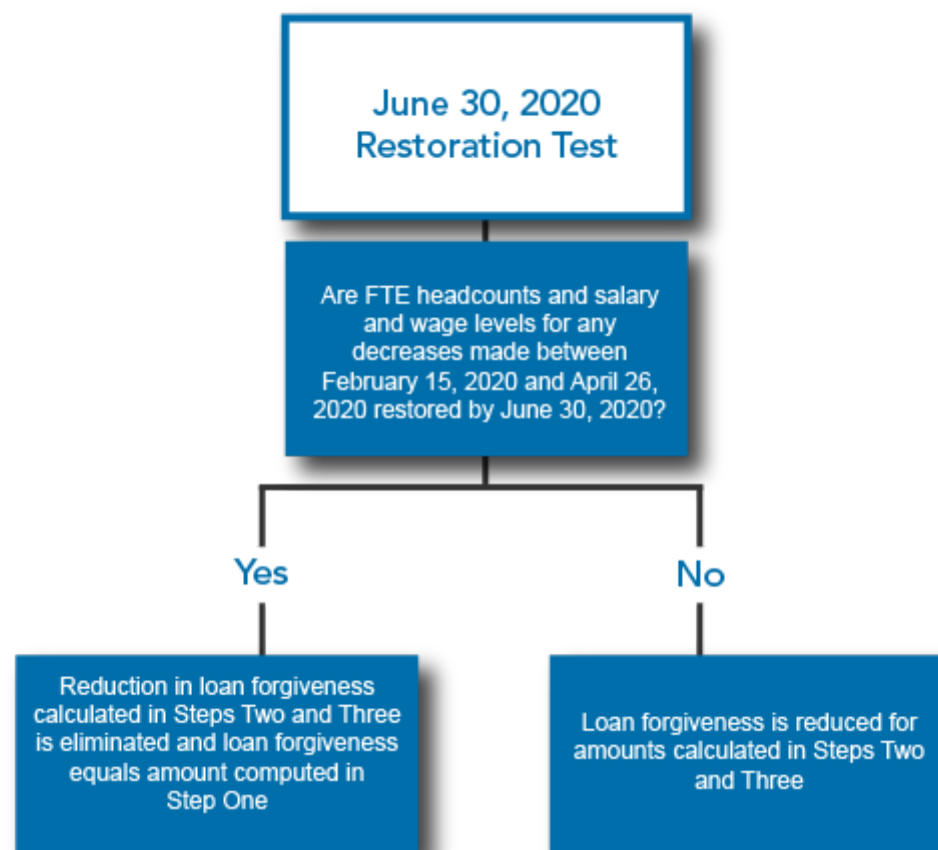 June 30, 2020
Restoration Test
Are FTE headcounts and salary
and wage levels for any
decreases made between
February 15, 2020 and April 26,
2020 restored by June 30, 2020?
Yes
No
Reduction in loan forgiveness
calculated in Steps Two and Three
is eliminated and loan forgiveness
equals amount computed in
Step One
Loan forgiveness is reduced for
amounts calculated in Steps Two
and Three